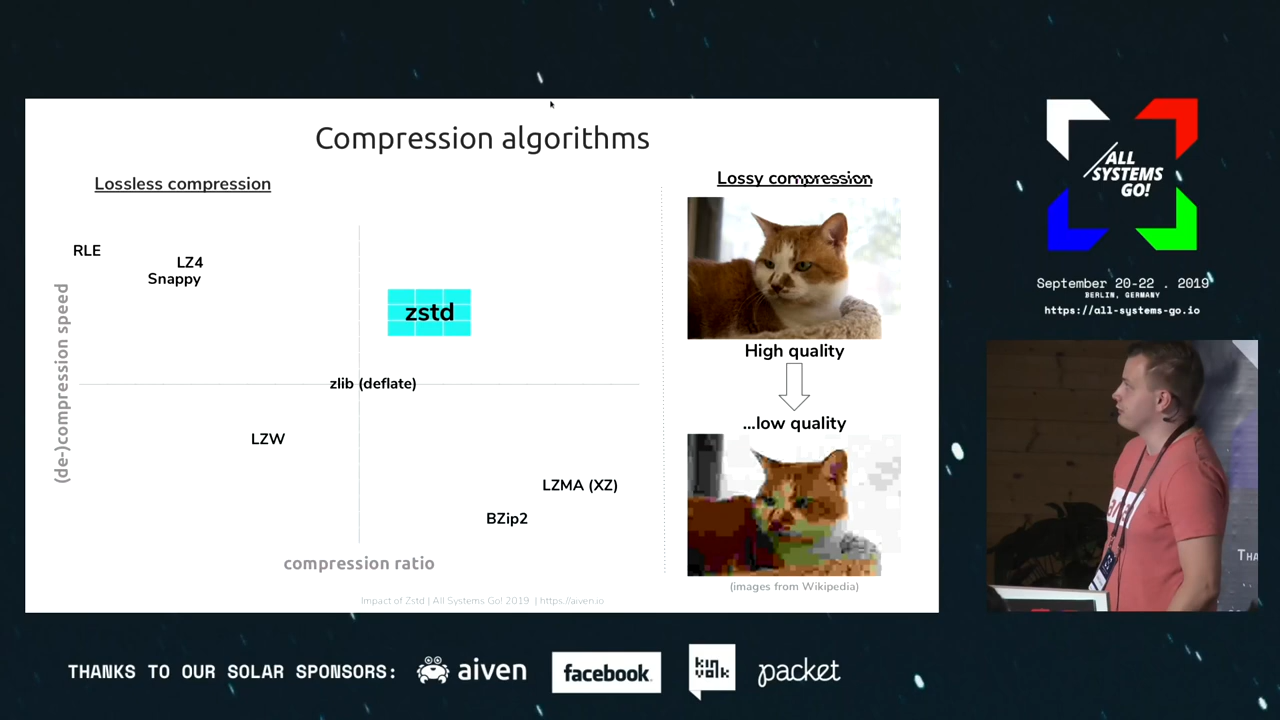 Compression algorithms
Lossless compression
RLE
LZ4
Snappy
zstd
zlib (deflate)
LZW
LZMA (XZ)
BZip2
(de-)compression speed
compression ratio
Lossy compression
High quality
...low quality
(images from Wikipedia)
Impact of Zstd | All Systems Go! 2019 | https://aiven.io
ALL
SYSTEMS
GO!
September 20-22 . 2019
BERLIN, GERMANY
https://all-systems-go.io
THANKS TO OUR SOLAR SPONSORS:
aiven
facebook.
kin
volk
packet